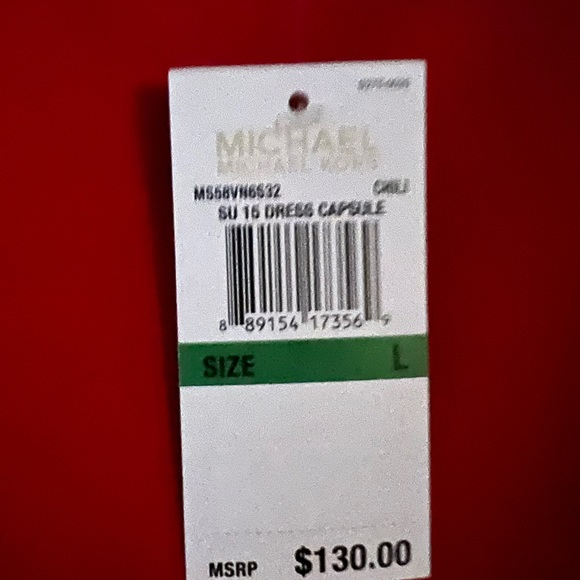 MICHAEL
MICHAEL KORS
MS58VN6532 CHILI
SU 15 DRESS CAPSULE
8 89154 17356 9
SIZE L
MSRP $130.00